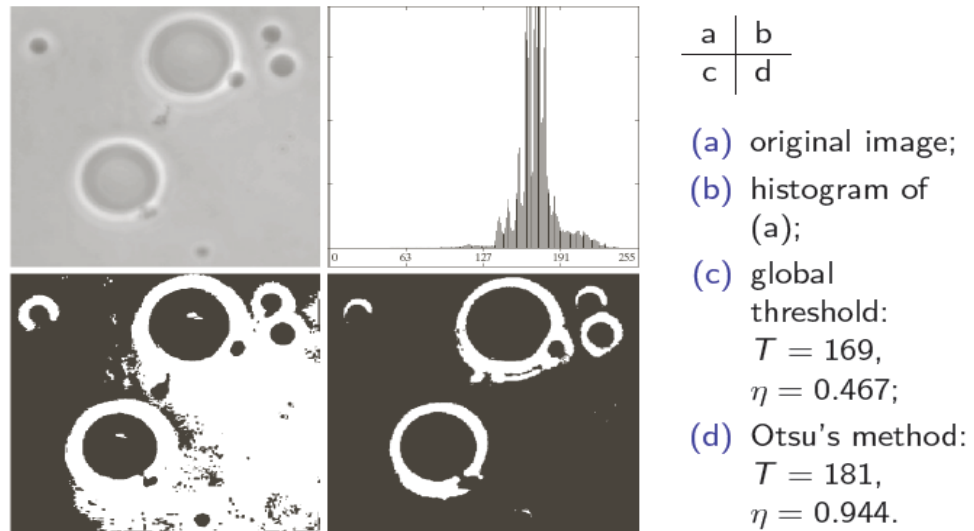 0 63 127 191 255
a b
c d
(a) original image;
(b) histogram of
(a);
(c) global
threshold:
T = 169,
η = 0.467;
(d) Otsu's method:
T = 181,
η = 0.944.